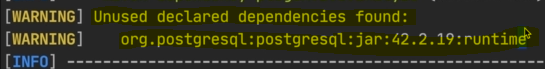 [WARNING] Unused declared dependencies found:
[WARNING]    org.postgresql:postgresql:jar:42.2.19:runtime
[INFO] ------------------------------------------------------------------------